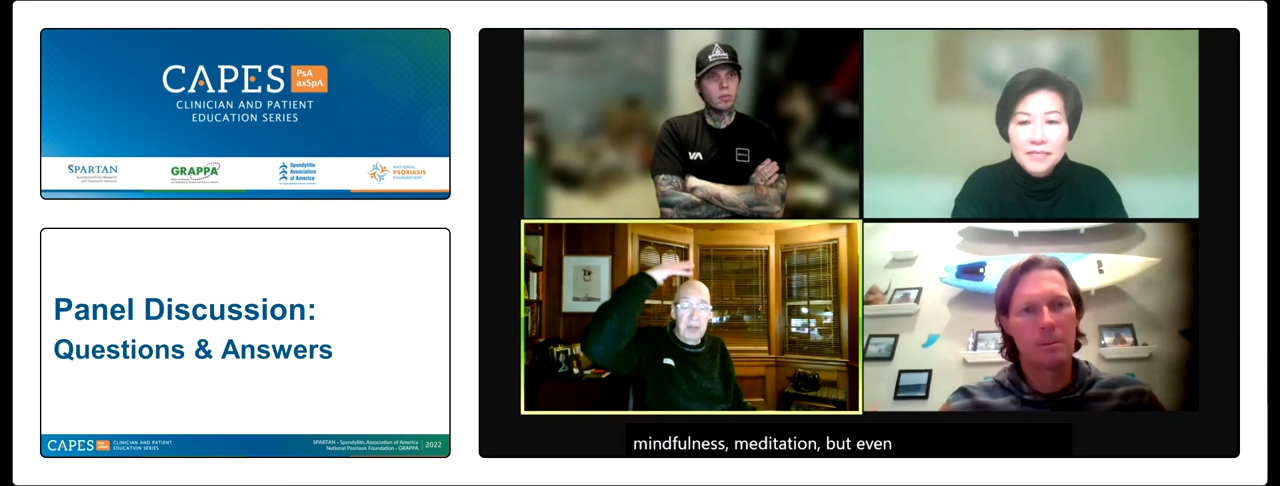 CAPES PsA
axSpA
CLINICIAN AND PATIENT
EDUCATION SERIES
SPARTAN
GRAPPA
Spondylitis
Association
of America
NATIONAL
PSORIASIS
FOUNDATION
Panel Discussion:
Questions & Answers
CAPES
CLINICIAN AND PATIENT
EDUCATION SERIES
SPARTAN - Spondylitis Association of America
National Psoriasis Foundation - GRAPPA
2022
mindfulness, meditation, but even